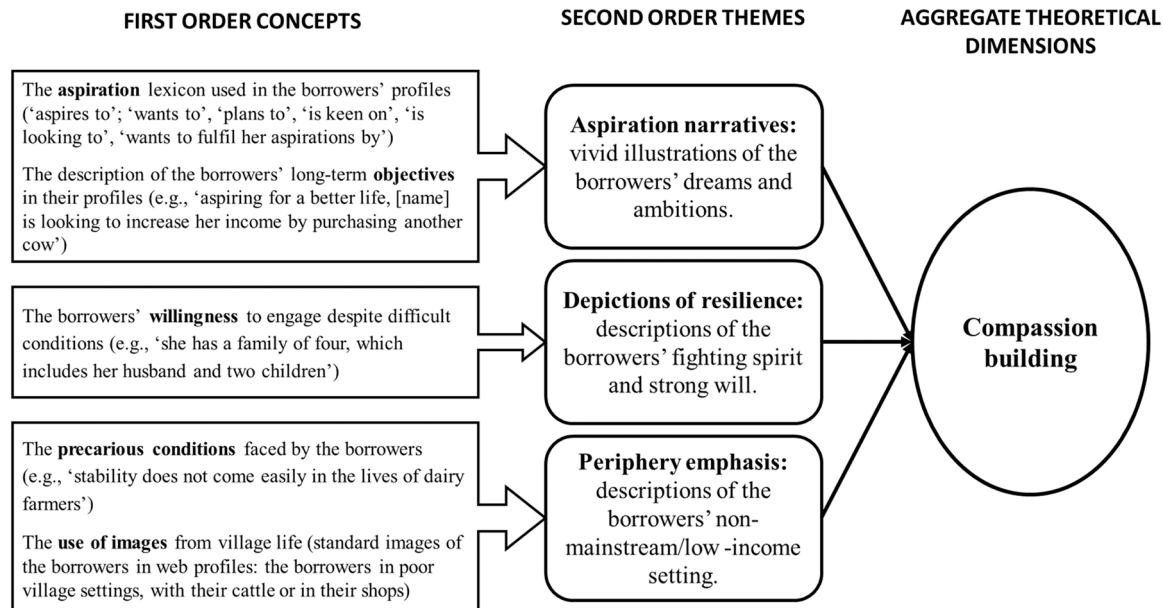 FIRST ORDER CONCEPTS
SECOND ORDER THEMES
AGGREGATE THEORETICAL
DIMENSIONS
The aspiration lexicon used in the borrowers’ profiles
(‘aspires to’; ‘wants to’, ‘plans to’, ‘is keen on’, ‘is
looking to’, ‘wants to fulfil her aspirations by’)
The description of the borrowers’ long-term objectives
in their profiles (e.g., ‘aspiring for a better life, [name]
is looking to increase her income by purchasing another
cow’)
Aspiration narratives:
vivid illustrations of the
borrowers’ dreams and
ambitions.
The borrowers’ willingness to engage despite difficult
conditions (e.g., ‘she has a family of four, which
includes her husband and two children’)
Depictions of resilience:
descriptions of the
borrowers’ fighting spirit
and strong will.
The precarious conditions faced by the borrowers
(e.g., ‘stability does not come easily in the lives of dairy
farmers’)
The use of images from village life (standard images of
the borrowers in web profiles: the borrowers in poor
village settings, with their cattle or in their shops)
Periphery emphasis:
descriptions of the
borrowers’ non-
mainstream/low -income
setting.
Compassion
building